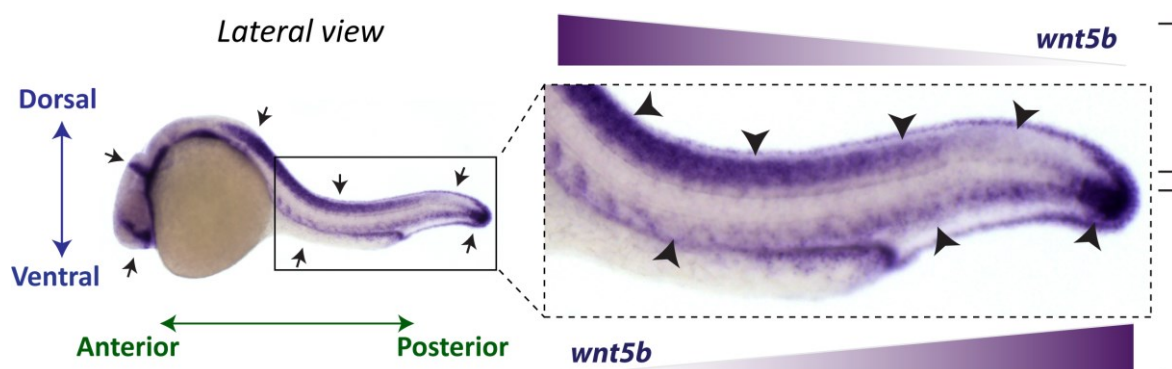 Lateral view
wnt5b
Dorsal
Ventral
Anterior
Posterior
wnt5b